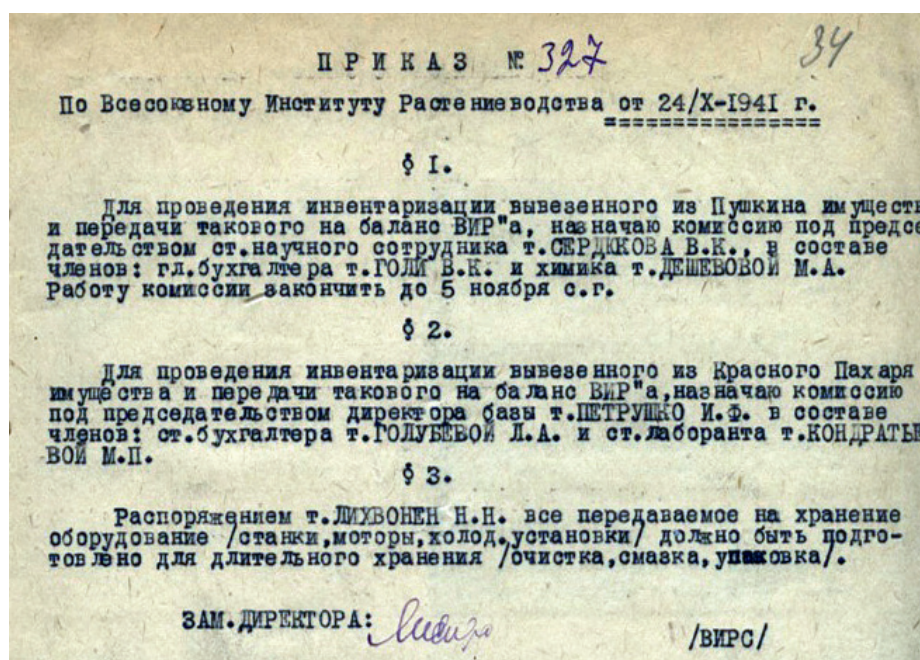 34
ПРИКАЗ № 327
По Всесоюзному Институту Растениеводства от 24/X-1941 г.
§ I.
Для проведения инвентаризации вывезенного из Пушкина имуществ
и передачи такового на баланс ВИР"а, назначаю комиссию под предсе
дательством ст.научного сотрудника т.СЕРДЮКОВА В.К., в составе
членов: гл.бухгалтера т.ГОЛИ В.К. и химика т.ДЕШЕВОВОЙ М.А.
Работу комиссии закончить до 5 ноября с.г.
§ 2.
Для проведения инвентаризации вывезенного из Красного Пахаря
имущества и передачи такового на баланс ВИР"а,назначаю комиссию
под председательством директора базы т.ПЕТРУШКО И.Ф. в составе
членов: ст.бухгалтера т.ГОЛУБЕВОЙ Л.А. и ст.лаборанта т.КОНДРАТЬЕ
ВОЙ М.П.
§ 3.
Распоряжением т.ЛИХВОНЕН Н.Н. все передаваемое на хранение
оборудование /станки,моторы,холод.установки/ должно быть подго-
товлено для длительного хранения /очистка,смазка,упаковка/.
ЗАМ.ДИРЕКТОРА:
/ВИРС/